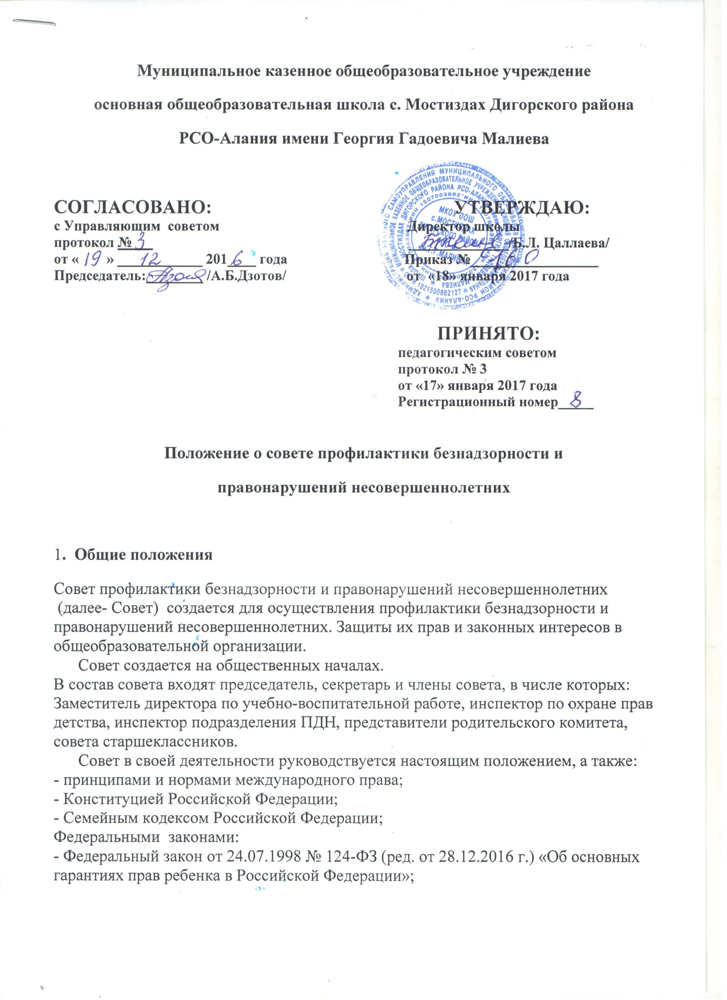 Муниципальное казенное общеобразовательное учреждение
основная общеобразовательная школа с. Мостиздах Дигорского района
РСО-Алания имени Георгия Гадоевича Малиева
СОГЛАСОВАНО:
с Управляющим советом
протокол № 3
от « 19 » 12 2016 года
Председатель: /А.Б.Дзотов/
УТВЕРЖДАЮ:
Директор школы
/Б.Л. Цаллаева/
Приказ №
от «18» января 2017 года
МКОУ ООШ
с.МОСТИЗДАХ
ДИГОРСКОГО РАЙОНА
ПРИНЯТО:
педагогическим советом
протокол № 3
от «17» января 2017 года
Регистрационный номер 8
Положение о совете профилактики безнадзорности и
правонарушений несовершеннолетних
1. Общие положения
Совет профилактики безнадзорности и правонарушений несовершеннолетних
(далее- Совет) создается для осуществления профилактики безнадзорности и
правонарушений несовершеннолетних. Защиты их прав и законных интересов в
общеобразовательной организации.
Совет создается на общественных началах.
В состав совета входят председатель, секретарь и члены совета, в числе которых:
Заместитель директора по учебно-воспитательной работе, инспектор по охране прав
детства, инспектор подразделения ПДН, представители родительского комитета,
совета старшеклассников.
Совет в своей деятельности руководствуется настоящим положением, а также:
- принципами и нормами международного права;
- Конституцией Российской Федерации;
- Семейным кодексом Российской Федерации;
Федеральными законами:
- Федеральный закон от 24.07.1998 № 124-ФЗ (ред. от 28.12.2016 г.) «Об основных
гарантиях прав ребенка в Российской Федерации»;